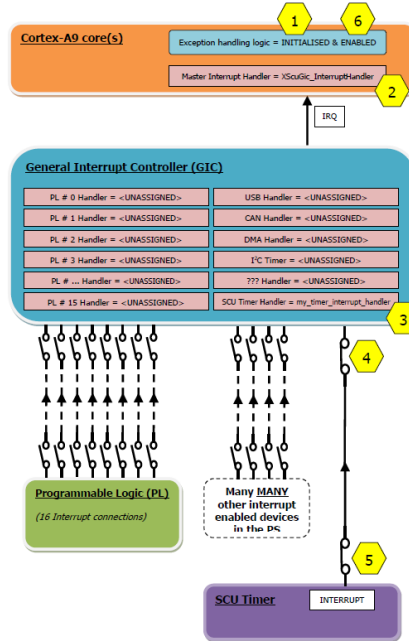 1
6
Cortex-A9 core(s)
Exception handling logic = INITIALISED & ENABLED
Master Interrupt Handler = XScuGic_InterruptHandler
2
IRQ
General Interrupt Controller (GIC)
PL # 0 Handler = <UNASSIGNED>
USB Handler = <UNASSIGNED>
PL # 1 Handler = <UNASSIGNED>
CAN Handler = <UNASSIGNED>
PL # 2 Handler = <UNASSIGNED>
DMA Handler = <UNASSIGNED>
PL # 3 Handler = <UNASSIGNED>
I²C Timer = <UNASSIGNED>
PL # ... Handler = <UNASSIGNED>
??? Handler = <UNASSIGNED>
PL # 15 Handler = <UNASSIGNED>
SCU Timer Handler = my_timer_interrupt_handler
3
4
Programmable Logic (PL)
(16 Interrupt connections)
Many MANY
other interrupt
enabled devices
in the PS
5
SCU Timer
INTERRUPT